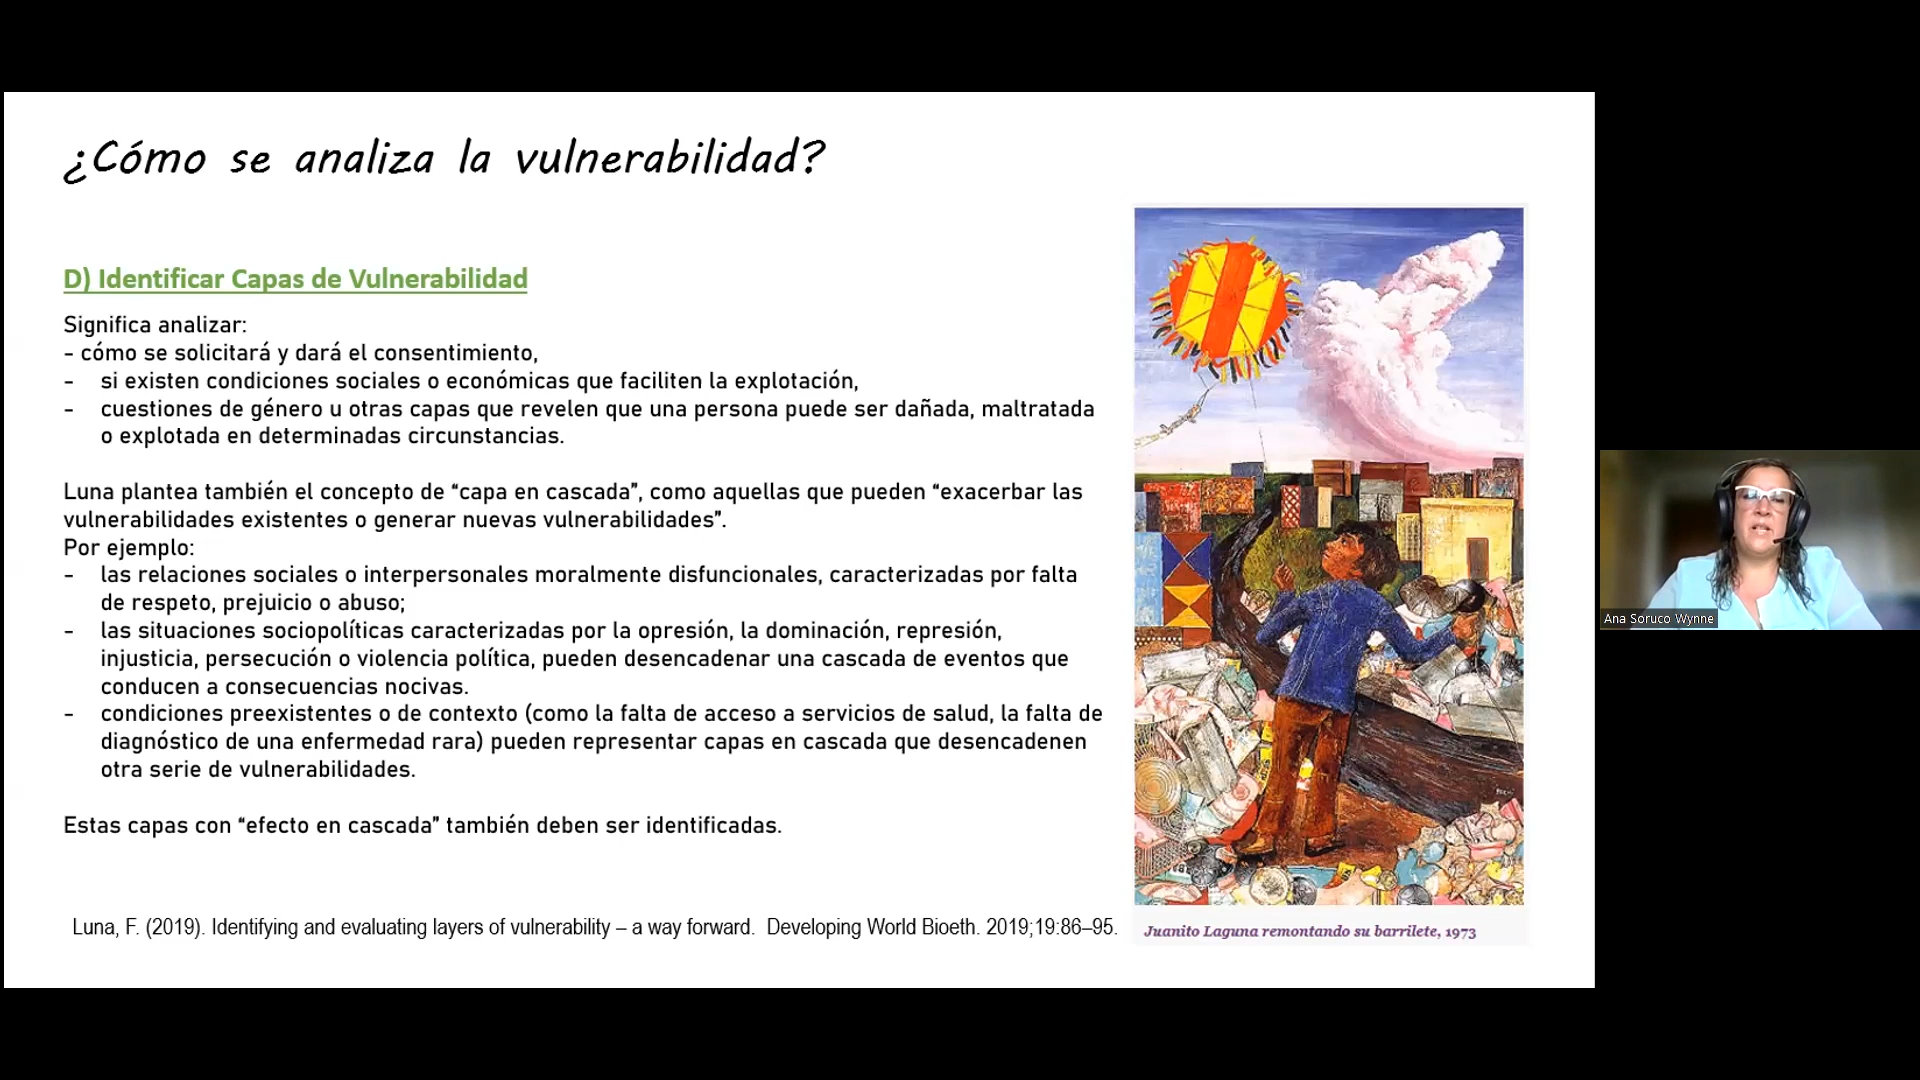 ¿Cómo se analiza la vulnerabilidad?
D) Identificar Capas de Vulnerabilidad
Significa analizar:
- cómo se solicitará y dará el consentimiento,
- si existen condiciones sociales o económicas que faciliten la explotación,
- cuestiones de género u otras capas que revelen que una persona puede ser dañada, maltratada
o explotada en determinadas circunstancias.
Luna plantea también el concepto de “capa en cascada”, como aquellas que pueden “exacerbar las
vulnerabilidades existentes o generar nuevas vulnerabilidades”.
Por ejemplo:
- las relaciones sociales o interpersonales moralmente disfuncionales, caracterizadas por falta
de respeto, prejuicio o abuso;
- las situaciones sociopolíticas caracterizadas por la opresión, la dominación, represión,
injusticia, persecución o violencia política, pueden desencadenar una cascada de eventos que
conducen a consecuencias nocivas.
- condiciones preexistentes o de contexto (como la falta de acceso a servicios de salud, la falta de
diagnóstico de una enfermedad rara) pueden representar capas en cascada que desencadenen
otra serie de vulnerabilidades.
Estas capas con “efecto en cascada” también deben ser identificadas.
Luna, F. (2019). Identifying and evaluating layers of vulnerability – a way forward. Developing World Bioeth. 2019;19:86–95.
Juanito Laguna remontando su barrilete, 1973
Ana Soruco Wynne